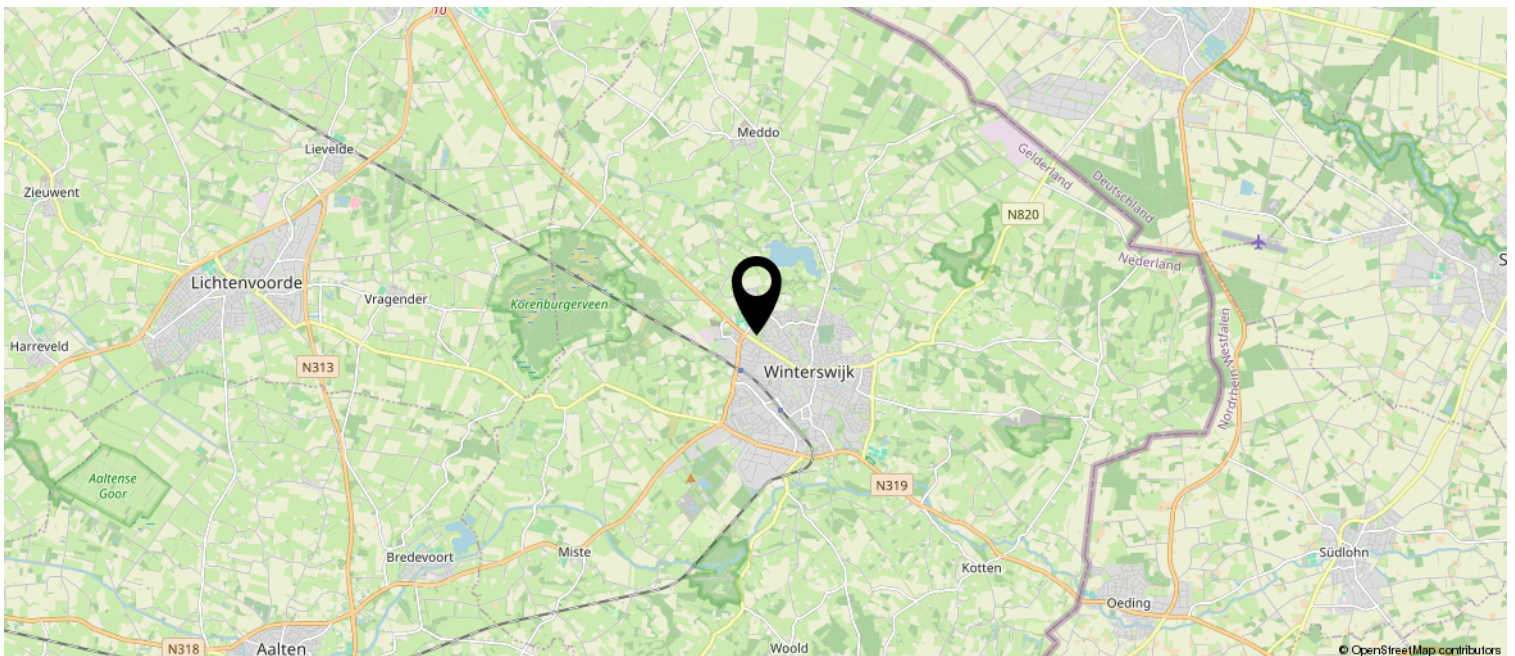 10
Meddo
Lievelde
Gelderland
Deutschland
Zieuwent
N820
Nederland
S
Lichtenvoorde
Vragender
Korenburgerveen
Nordrhein-Westfalen
Harreveld
N313
Winterswijk
Aaltense
Goor
N319
Bredevoort
Miste
Südlohn
Kotten
Oeding
N318
Aalten
Woold
© OpenStreetMap contributors